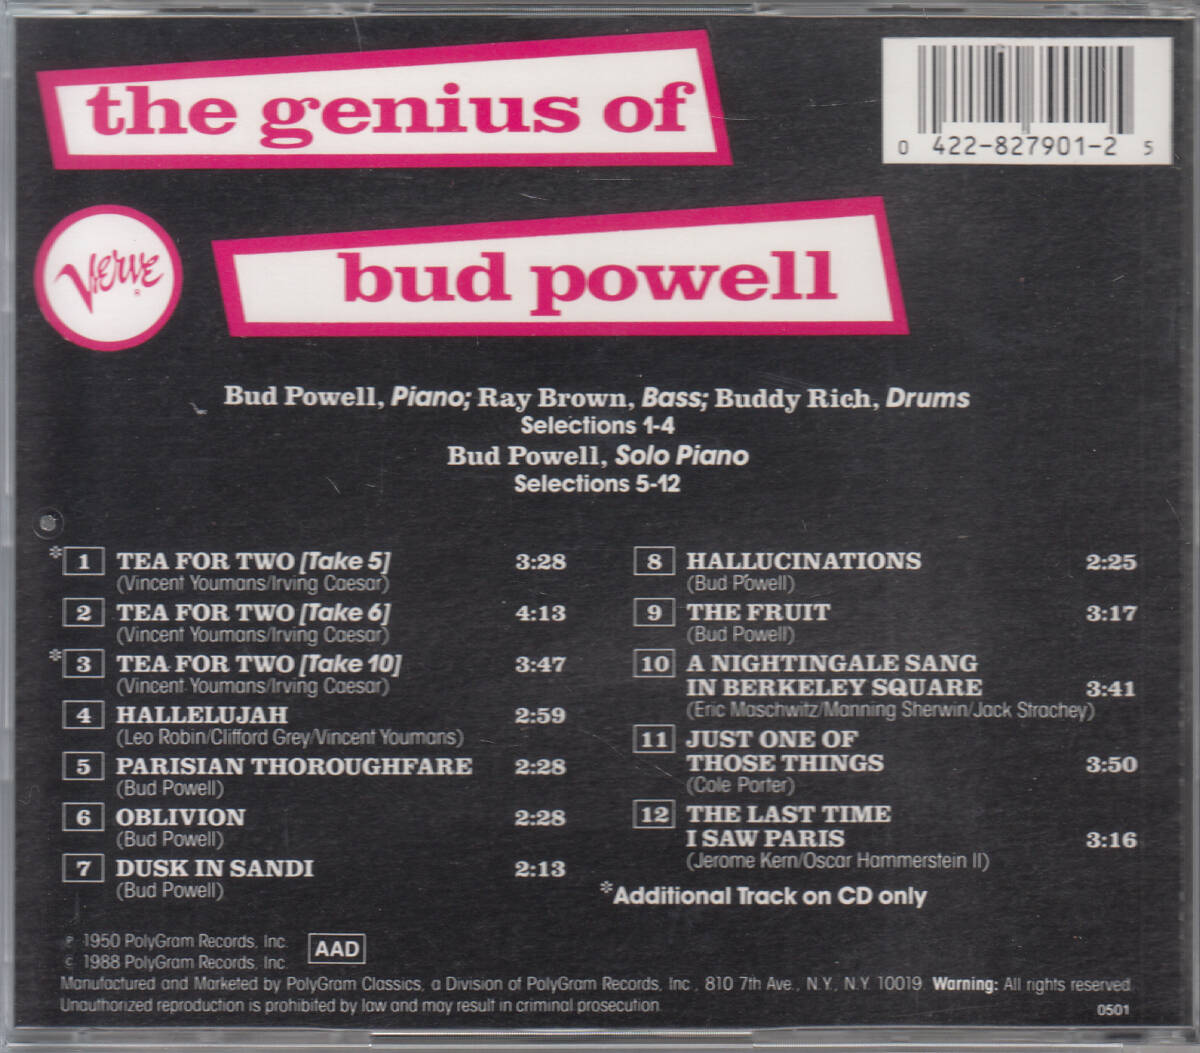 the genius of
0 422-827901-2 5
Verve
®
bud powell
Bud Powell, Piano; Ray Brown, Bass; Buddy Rich, Drums
Selections 1-4
Bud Powell, Solo Piano
Selections 5-12
*1 TEA FOR TWO [Take 5] 3:28
(Vincent Youmans/Irving Caesar)
2 TEA FOR TWO [Take 6] 4:13
(Vincent Youmans/Irving Caesar)
*3 TEA FOR TWO [Take 10] 3:47
(Vincent Youmans/Irving Caesar)
4 HALLELUJAH 2:59
(Leo Robin/Clifford Grey/Vincent Youmans)
5 PARISIAN THOROUGHFARE 2:28
(Bud Powell)
6 OBLIVION 2:28
(Bud Powell)
7 DUSK IN SANDI 2:13
(Bud Powell)
8 HALLUCINATIONS 2:25
(Bud Powell)
9 THE FRUIT 3:17
(Bud Powell)
10 A NIGHTINGALE SANG
IN BERKELEY SQUARE 3:41
(Eric Maschwitz/Manning Sherwin/Jack Strachey)
11 JUST ONE OF
THOSE THINGS 3:50
(Cole Porter)
12 THE LAST TIME
I SAW PARIS 3:16
(Jerome Kern/Oscar Hammerstein II)
*Additional Track on CD only
℗ 1950 PolyGram Records, Inc.
© 1988 PolyGram Records, Inc.
AAD
Manufactured and Marketed by PolyGram Classics, a Division of PolyGram Records, Inc., 810 7th Ave., N.Y., N.Y. 10019. Warning: All rights reserved.
Unauthorized reproduction is prohibited by law and may result in criminal prosecution.
0501